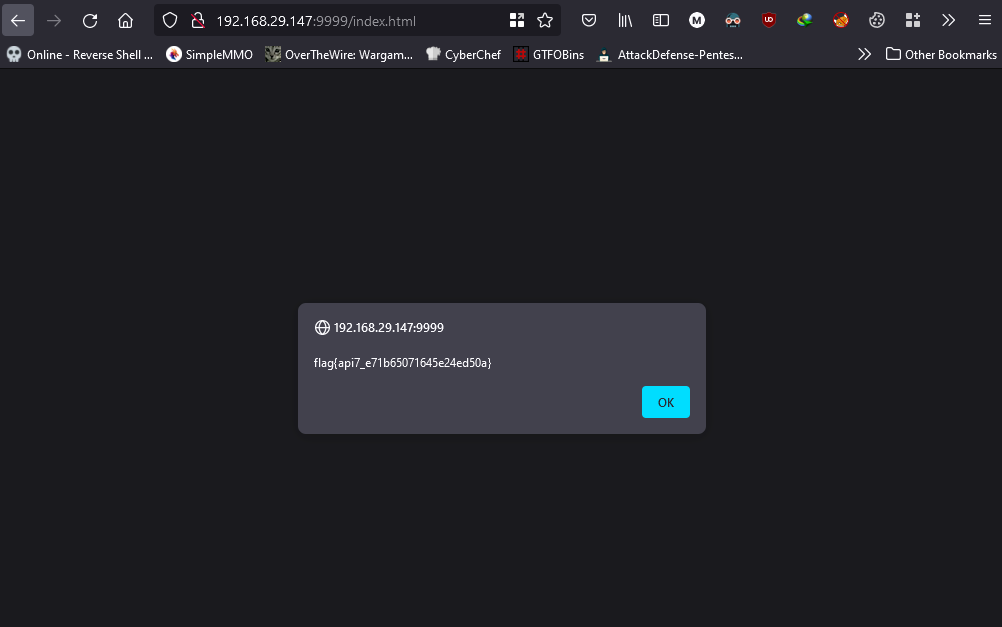 192.168.29.147:9999/index.html
Online - Reverse Shell ...
SimpleMMO
OverTheWire: Wargam...
CyberChef
GTFOBins
AttackDefense-Pentes...
Other Bookmarks
192.168.29.147:9999
flag{api7_e71b65071645e24ed50a}
OK